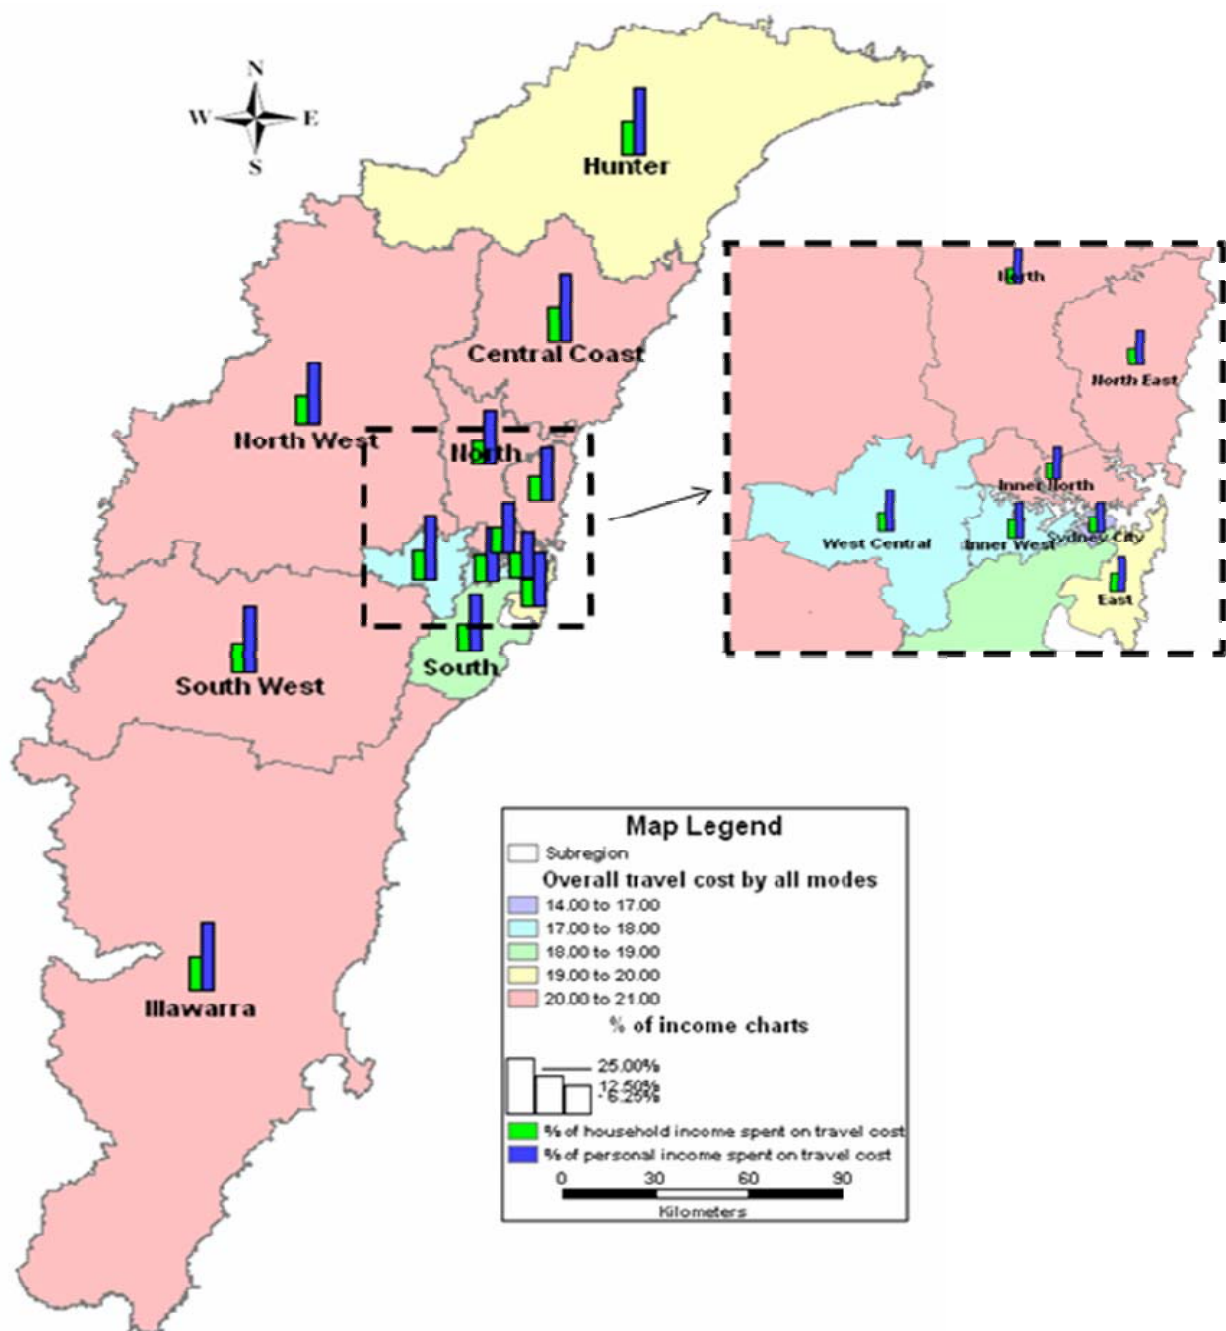 N
W E
S
Hunter
Central Coast
North West
North
South West
South
Illawarra
North
North East
Inner North
West Central
Inner West
Sydney City
East
Map Legend
Subregion
Overall travel cost by all modes
14.00 to 17.00
17.00 to 18.00
18.00 to 19.00
19.00 to 20.00
20.00 to 21.00
% of income charts
25.00%
12.50%
6.25%
% of household income spent on travel cost
% of personal income spent on travel cost
0 30 60 90
Kilometers